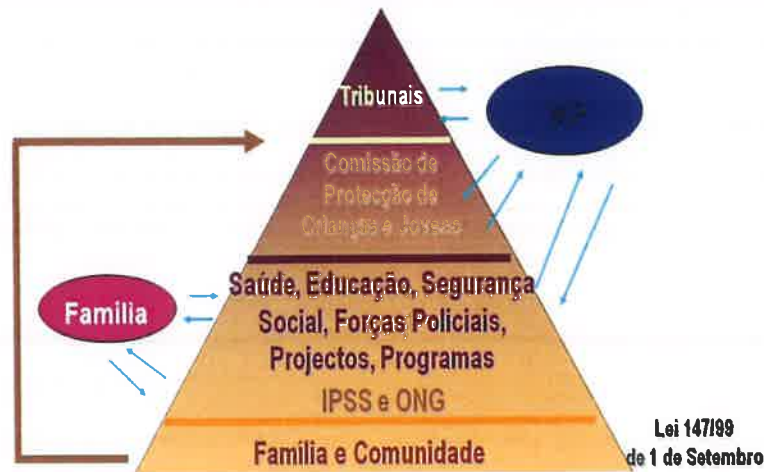 Tribunais
Comissão de
Protecção de
Crianças e Jovens
Saúde, Educação, Segurança
Social, Forças Policiais,
Projectos, Programas
IPSS e ONG
Família e Comunidade
Família
Lei 147/99
de 1 de Setembro